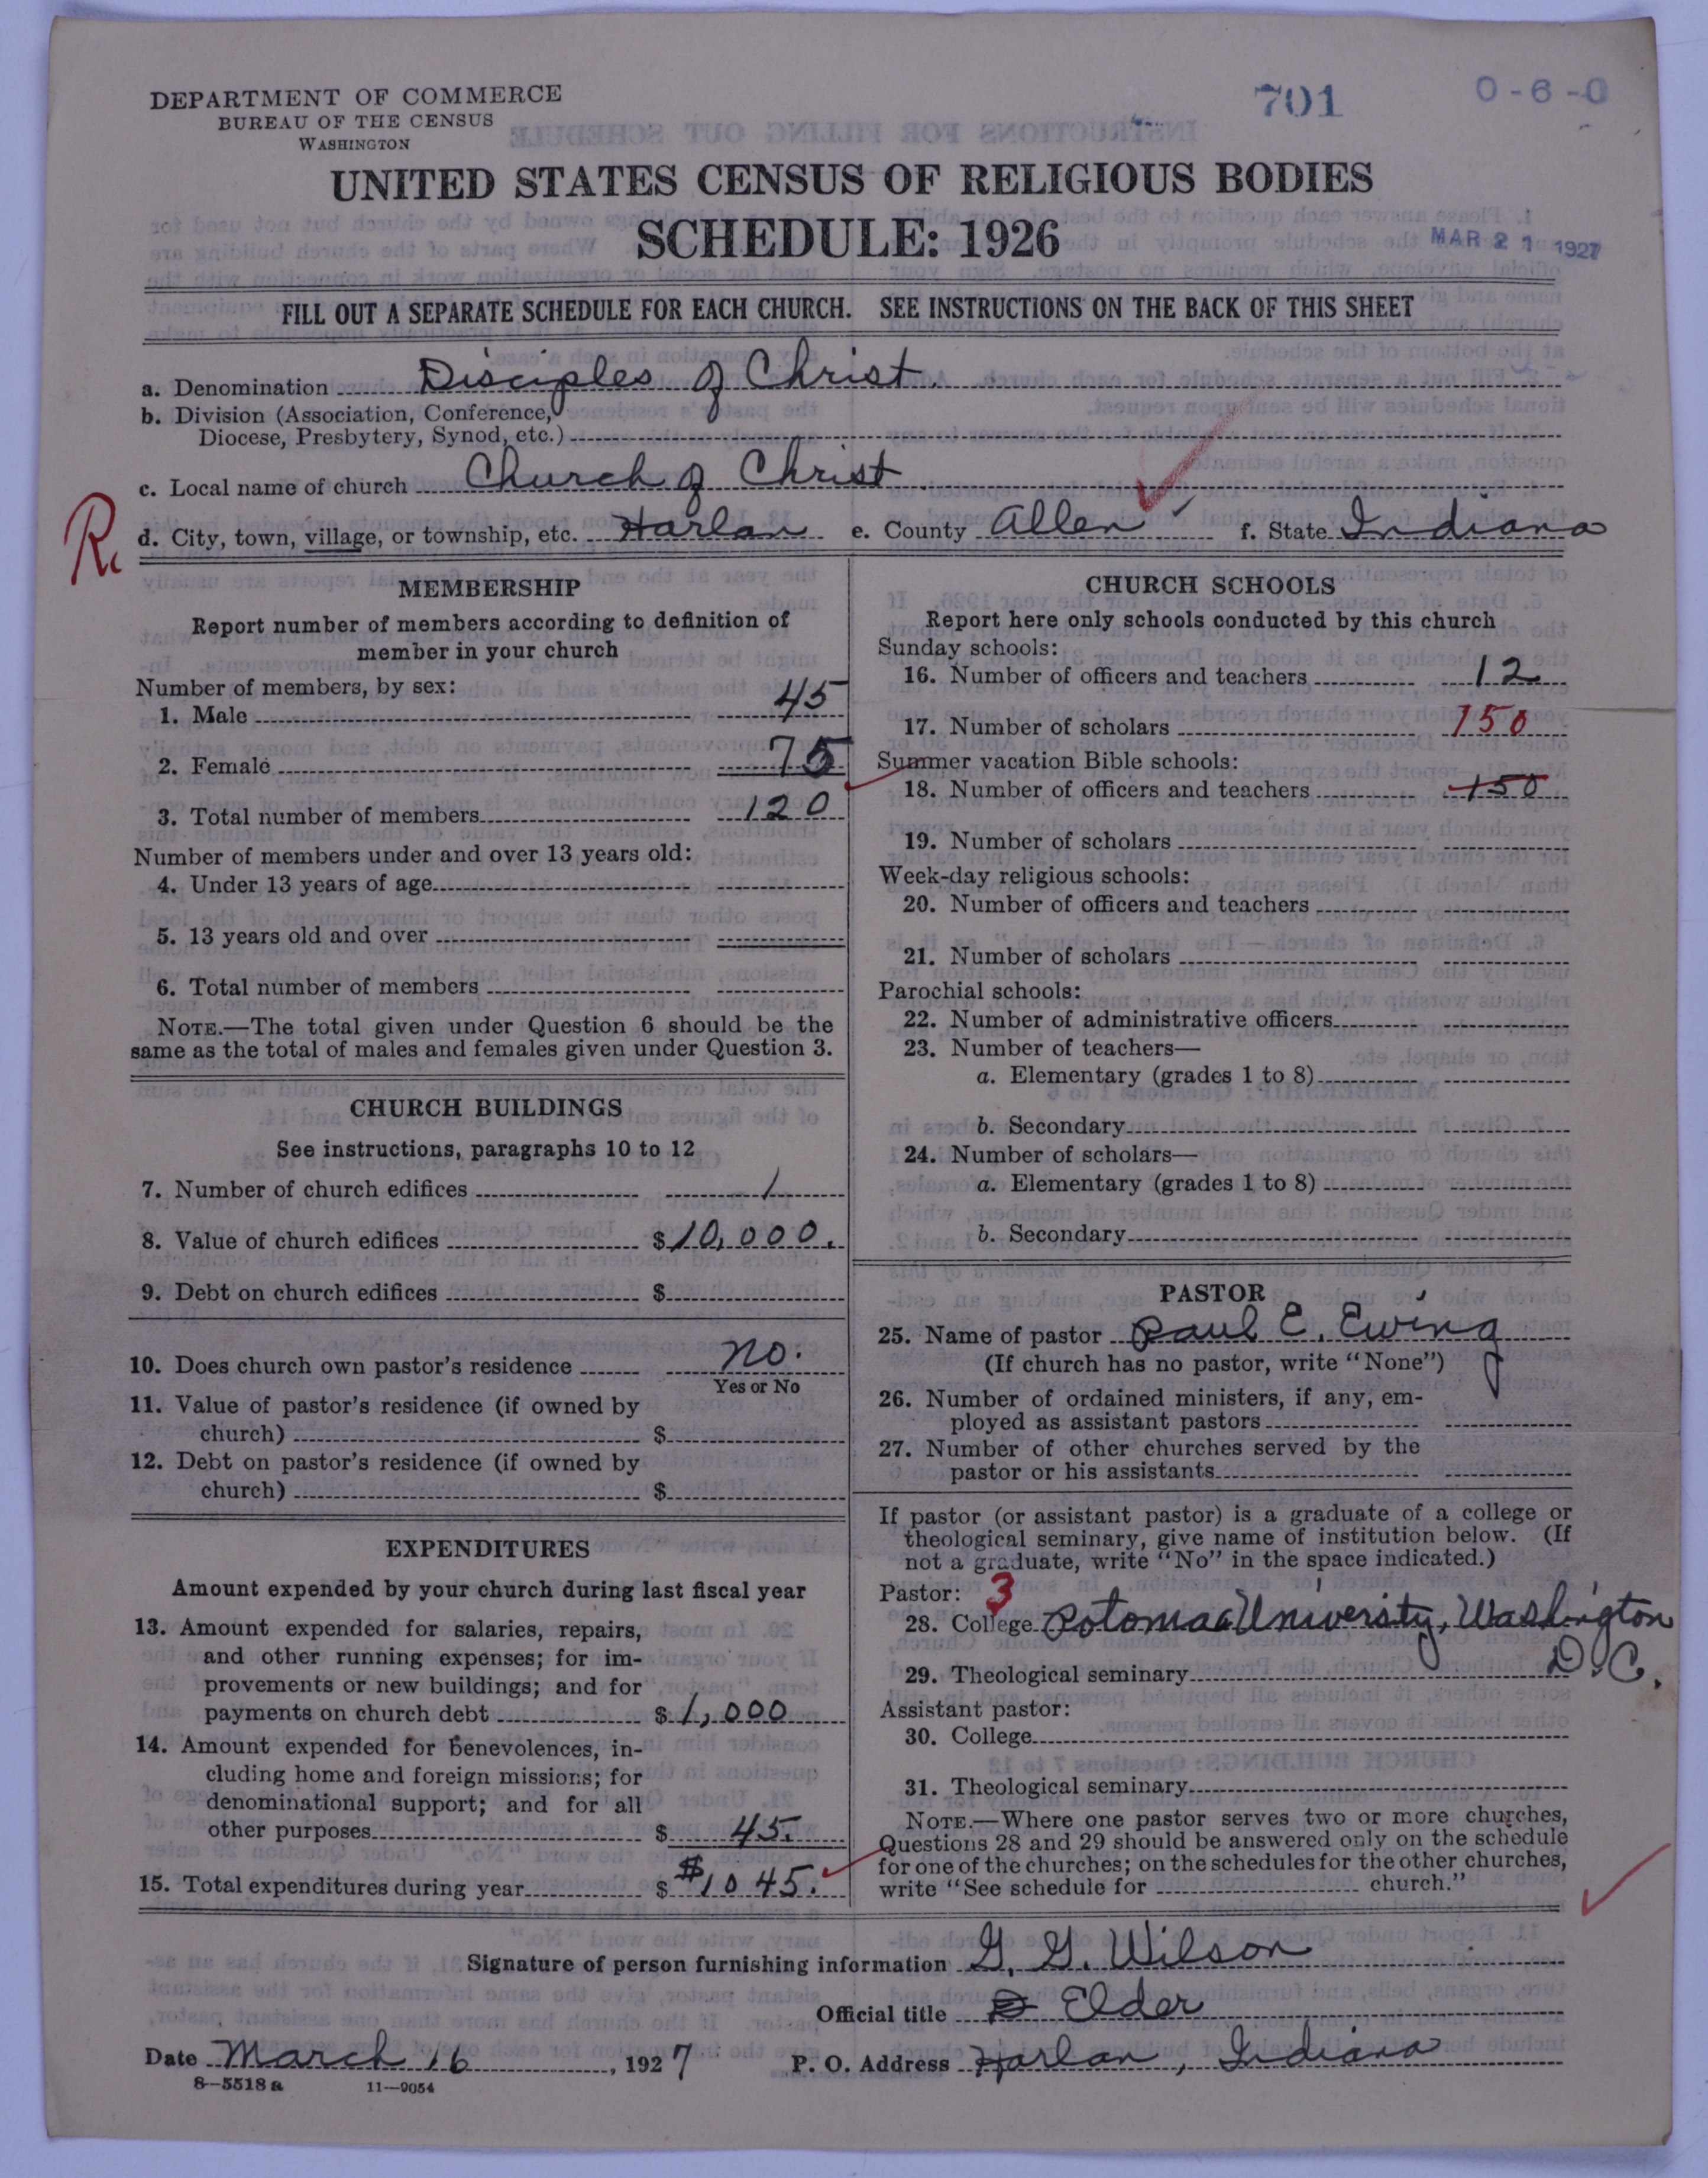 DEPARTMENT OF COMMERCE
BUREAU OF THE CENSUS
WASHINGTON
701
0-6-0
UNITED STATES CENSUS OF RELIGIOUS BODIES
SCHEDULE: 1926
MAR 21 1927
FILL OUT A SEPARATE SCHEDULE FOR EACH CHURCH. SEE INSTRUCTIONS ON THE BACK OF THIS SHEET
a. Denomination Disciples of Christ.
b. Division (Association, Conference,
Diocese, Presbytery, Synod, etc.)
c. Local name of church Church of Christ
R
d. City, town, village, or township, etc. Harlan e. County Allen f. State Indiana
MEMBERSHIP
Report number of members according to definition of
member in your church
Number of members, by sex:
1. Male 45
2. Female 75
3. Total number of members 120
Number of members under and over 13 years old:
4. Under 13 years of age
5. 13 years old and over
6. Total number of members
NOTE.—The total given under Question 6 should be the
same as the total of males and females given under Question 3.
CHURCH BUILDINGS
See instructions, paragraphs 10 to 12
7. Number of church edifices 1
8. Value of church edifices $10,000.
9. Debt on church edifices $
10. Does church own pastor's residence no.
Yes or No
11. Value of pastor's residence (if owned by
church) $
12. Debt on pastor's residence (if owned by
church) $
EXPENDITURES
Amount expended by your church during last fiscal year
13. Amount expended for salaries, repairs,
and other running expenses; for im-
provements or new buildings; and for
payments on church debt $1,000
14. Amount expended for benevolences, in-
cluding home and foreign missions; for
denominational support; and for all
other purposes $ 45.
15. Total expenditures during year $ $1045.
CHURCH SCHOOLS
Report here only schools conducted by this church
Sunday schools:
16. Number of officers and teachers 12
17. Number of scholars 150
Summer vacation Bible schools:
18. Number of officers and teachers 150
19. Number of scholars
Week-day religious schools:
20. Number of officers and teachers
21. Number of scholars
Parochial schools:
22. Number of administrative officers
23. Number of teachers—
a. Elementary (grades 1 to 8)
b. Secondary
24. Number of scholars—
a. Elementary (grades 1 to 8)
b. Secondary
PASTOR
25. Name of pastor Paul E. Ewing
(If church has no pastor, write "None")
26. Number of ordained ministers, if any, em-
ployed as assistant pastors
27. Number of other churches served by the
pastor or his assistants
If pastor (or assistant pastor) is a graduate of a college or
theological seminary, give name of institution below. (If
not a graduate, write "No" in the space indicated.)
Pastor: 3
28. College Potomac University, Washington
D.C.
29. Theological seminary
Assistant pastor:
30. College
31. Theological seminary
NOTE.—Where one pastor serves two or more churches,
Questions 28 and 29 should be answered only on the schedule
for one of the churches; on the schedules for the other churches,
write "See schedule for church."
Signature of person furnishing information G. G. Wilson
Official title Elder
Date March 16, 1927 P. O. Address Harlan, Indiana
8—5518 a 11—9054